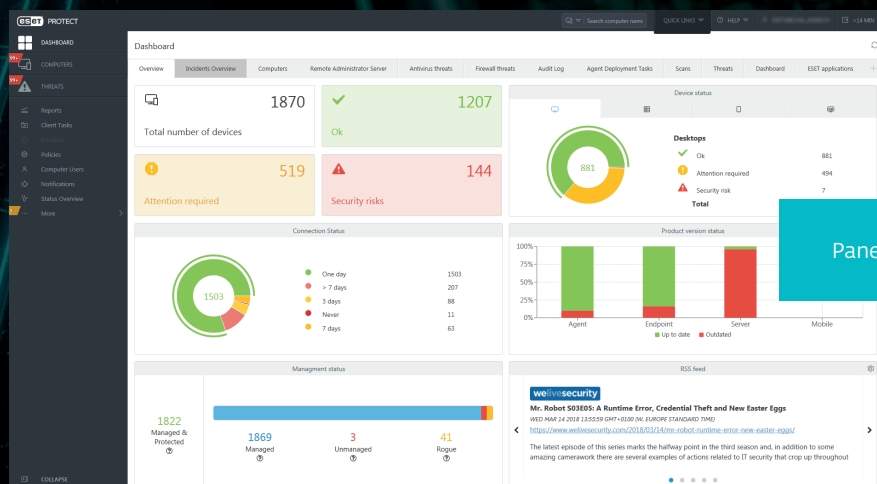 eset PROTECT
Search computer name
QUICK LINKS
HELP
>14 MIN
DASHBOARD
99+
COMPUTERS
99+
THREATS
Reports
Client Tasks
Policies
Computer Users
Notifications
Status Overview
More
COLLAPSE
Dashboard
Overview
Incidents Overview
Computers
Remote Administrator Server
Antivirus threats
Firewall threats
Audit Log
Agent Deployment Tasks
Scans
Threats
Dashboard
ESET applications
1870
Total number of devices
1207
Ok
519
Attention required
144
Security risks
Device status
881
Desktops
Ok 881
Attention required 494
Security risk 7
Total
Pane
Connection Status
1503
One day 1503
> 7 days 207
3 days 88
Never 11
7 days 63
Product version status
100%
75%
50%
25%
0%
Agent Endpoint Server Mobile
Up to date Outdated
Managment status
1822
Managed &
Protected
1869
Managed
3
Unmanaged
41
Rogue
RSS feed
welivesecurity
Mr. Robot S03E05: A Runtime Error, Credential Theft and New Easter Eggs
WED MAR 14 2018 13:55:59 GMT+0100 (W. EUROPE STANDARD TIME)
https://www.welivesecurity.com/2018/03/14/mr-robot-runtime-error-new-easter-eggs/
The latest episode of this series marks the halfway point in the third season and, in addition to some
amazing camerawork there are several examples of actions related to IT security that crop up throughout